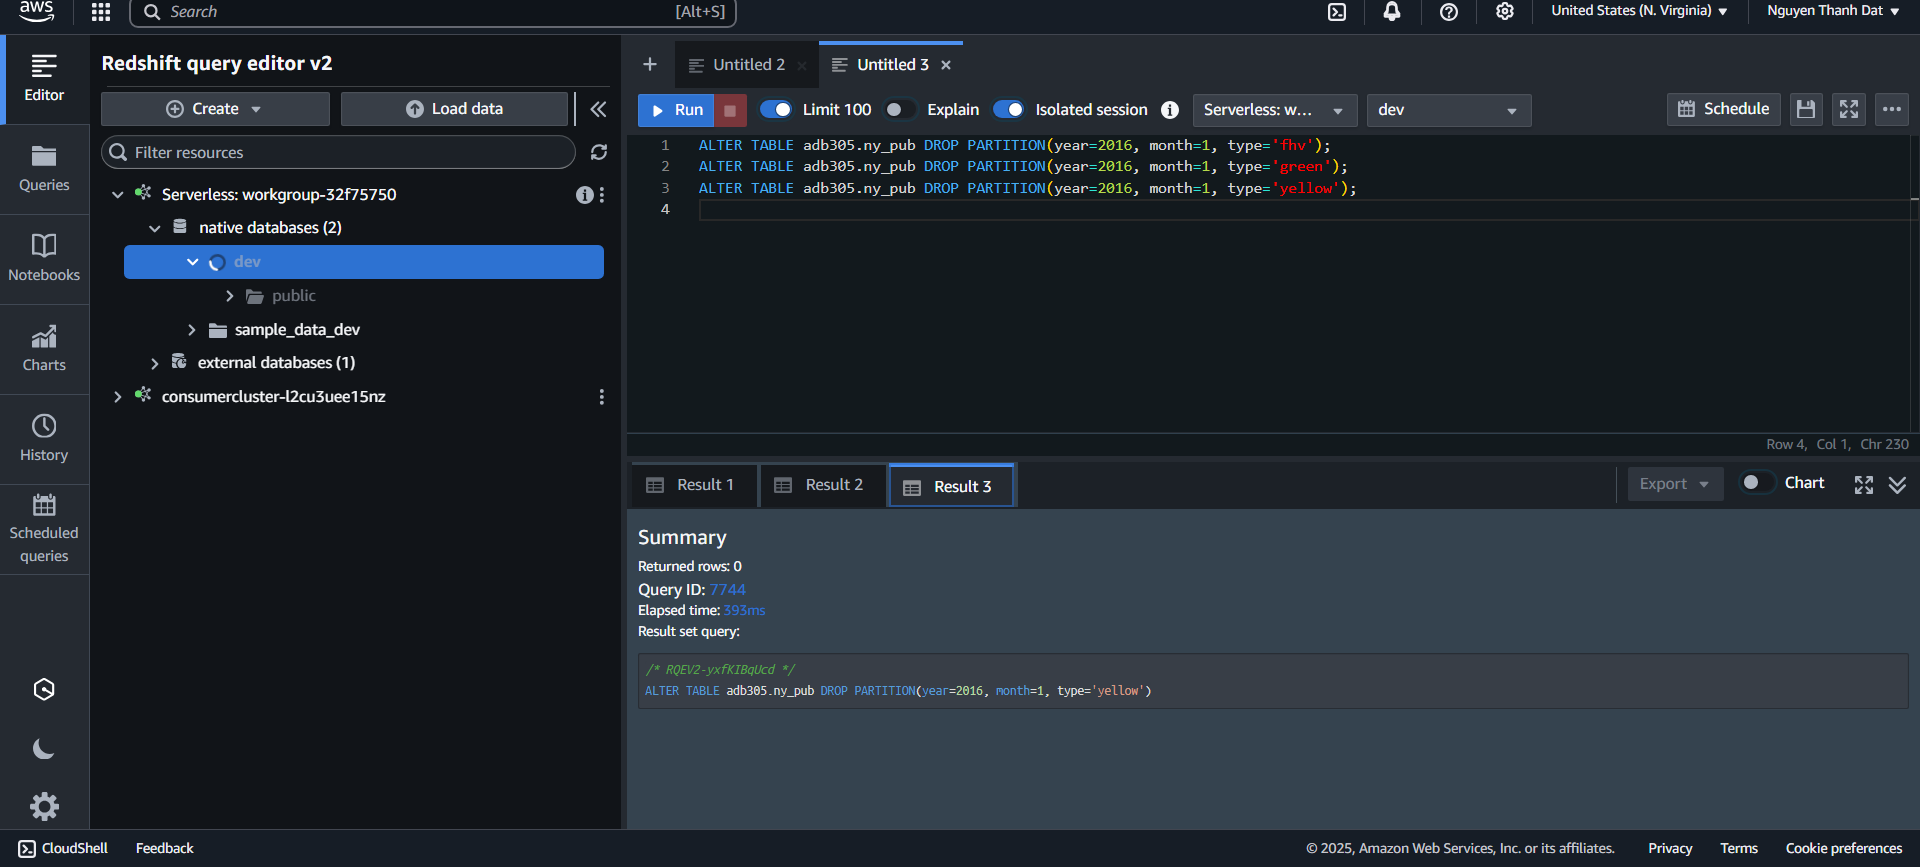 aws
Search [Alt+S]
United States (N. Virginia)
Nguyen Thanh Dat
Editor
Queries
Notebooks
Charts
History
Scheduled queries
Redshift query editor v2
Create
Load data
Filter resources
Serverless: workgroup-32f75750
native databases (2)
dev
public
sample_data_dev
external databases (1)
consumercluster-l2cu3uee15nz
Untitled 2
Untitled 3
Run
Limit 100
Explain
Isolated session
Serverless: w...
dev
Schedule
1 ALTER TABLE adb305.ny_pub DROP PARTITION(year=2016, month=1, type='fhv');
2 ALTER TABLE adb305.ny_pub DROP PARTITION(year=2016, month=1, type='green');
3 ALTER TABLE adb305.ny_pub DROP PARTITION(year=2016, month=1, type='yellow');
4
Row 4, Col 1, Chr 230
Result 1
Result 2
Result 3
Export
Chart
Summary
Returned rows: 0
Query ID: 7744
Elapsed time: 393ms
Result set query:
/* RQEV2-yxfKIBqUcd */
ALTER TABLE adb305.ny_pub DROP PARTITION(year=2016, month=1, type='yellow')
CloudShell
Feedback
© 2025, Amazon Web Services, Inc. or its affiliates.
Privacy
Terms
Cookie preferences